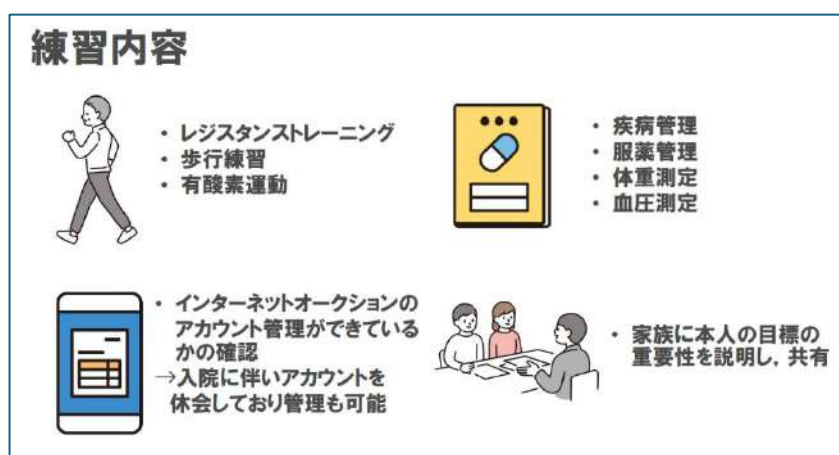 練習内容
・ レジスタンストレーニング
・ 歩行練習
・ 有酸素運動
・ 疾病管理
・ 服薬管理
・ 体重測定
・ 血圧測定
・ インターネットオークションの
アカウント管理ができている
かの確認
→入院に伴いアカウントを
休会しており管理も可能
・ 家族に本人の目標の
重要性を説明し，共有